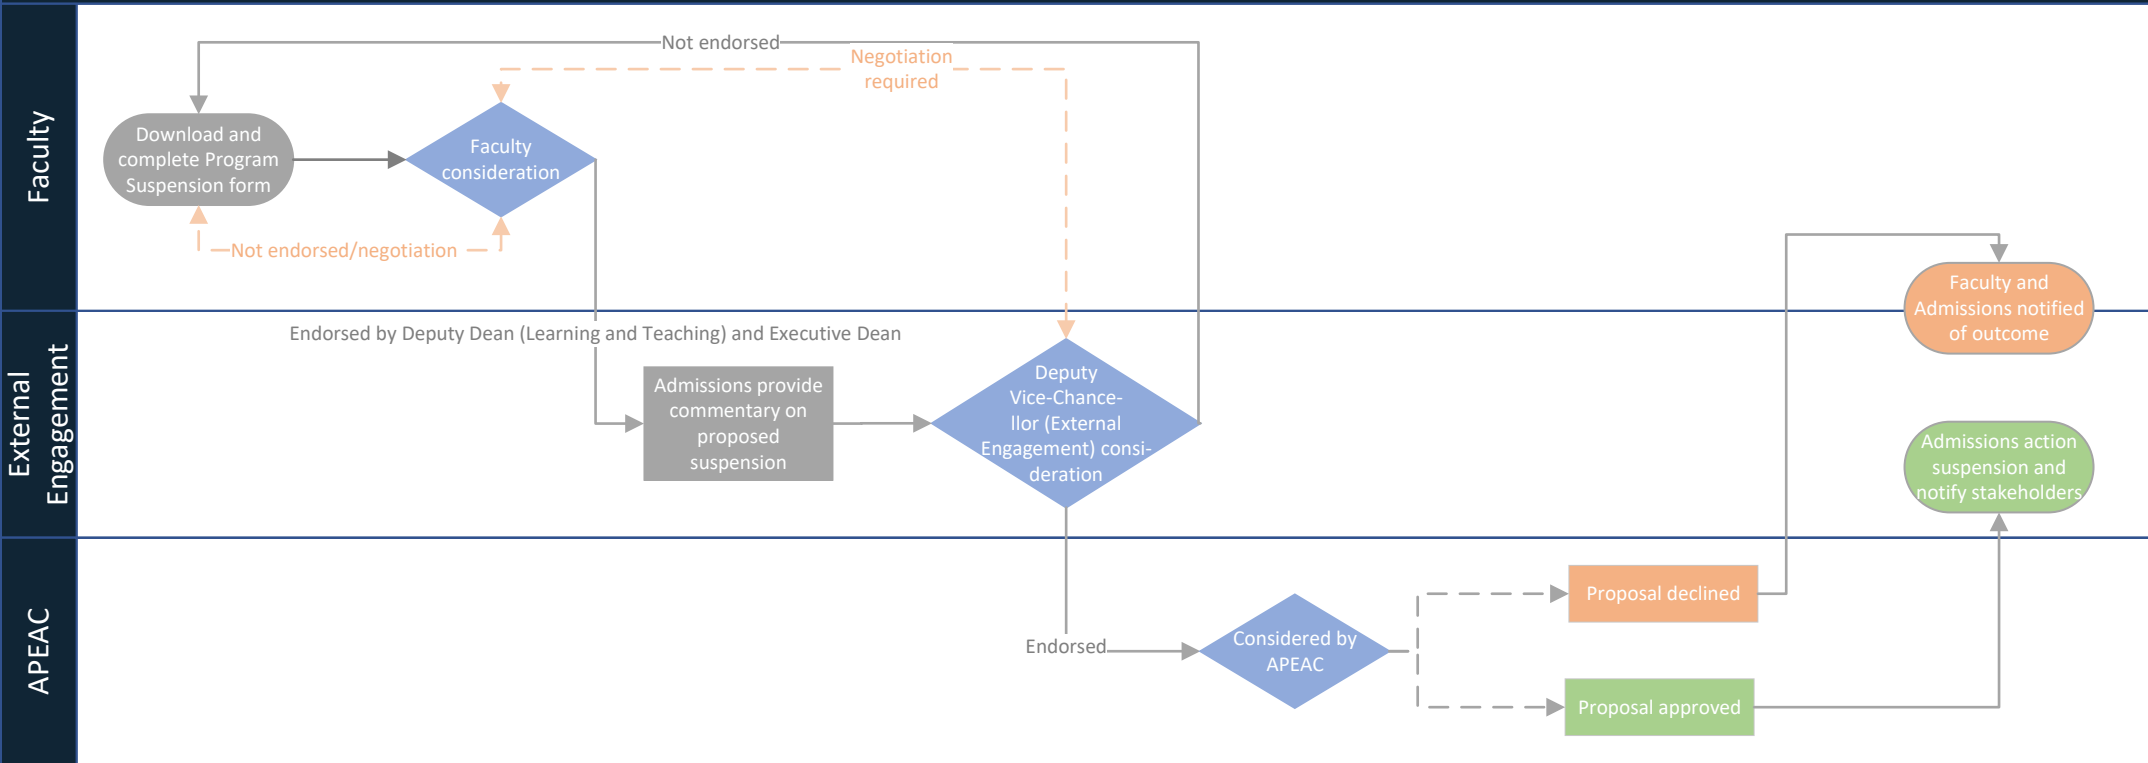 Faculty
Not endorsed
Negotiation
required
Download and
complete Program
Suspension form
Faculty
consideration
Not endorsed/negotiation
Faculty and
Admissions notified
of outcome
External
Engagement
Endorsed by Deputy Dean (Learning and Teaching) and Executive Dean
Admissions provide
commentary on
proposed
suspension
Deputy
Vice-Chance-
llor (External
Engagement) consi-
deration
Admissions action
suspension and
notify stakeholders
APEAC
Endorsed
Considered by
APEAC
Proposal declined
Proposal approved